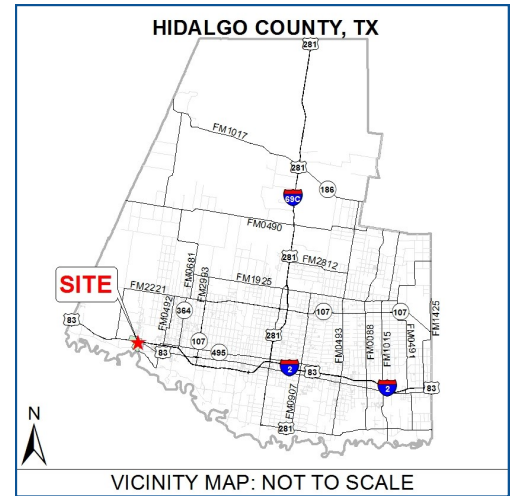 HIDALGO COUNTY, TX
281
FM1017
281
186
69C
FM0490
281
FM2812
FM0681
FM2993
FM1925
SITE
FM2221
FM0492
364
107
107
FM1425
83
281
FM0493
FM0088
FM1015
FM0491
107
495
83
2
83
2
83
FM0907
281
N
VICINITY MAP: NOT TO SCALE